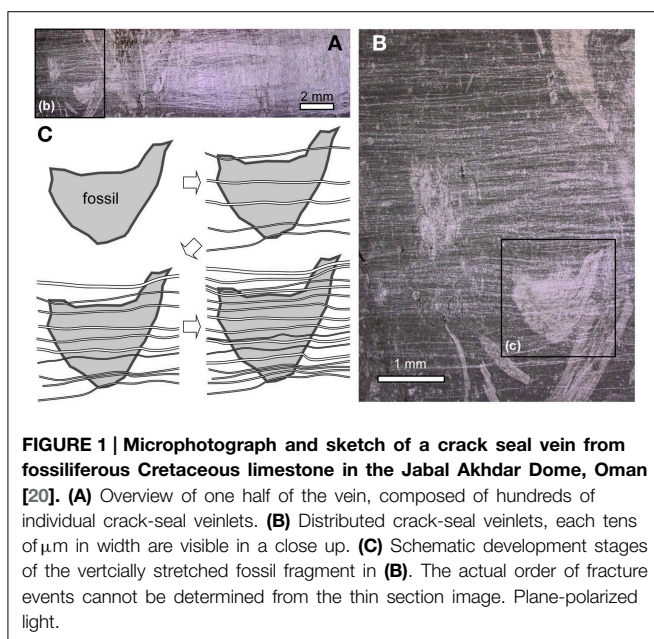 A
(b)
2 mm
B
C
fossil
(c)
1 mm
FIGURE 1 | Microphotograph and sketch of a crack seal vein from
fossiliferous Cretaceous limestone in the Jabal Akhdar Dome, Oman
[20]. (A) Overview of one half of the vein, composed of hundreds of
individual crack-seal veinlets. (B) Distributed crack-seal veinlets, each tens
of μm in width are visible in a close up. (C) Schematic development stages
of the vertcially stretched fossil fragment in (B). The actual order of fracture
events cannot be determined from the thin section image. Plane-polarized
light.